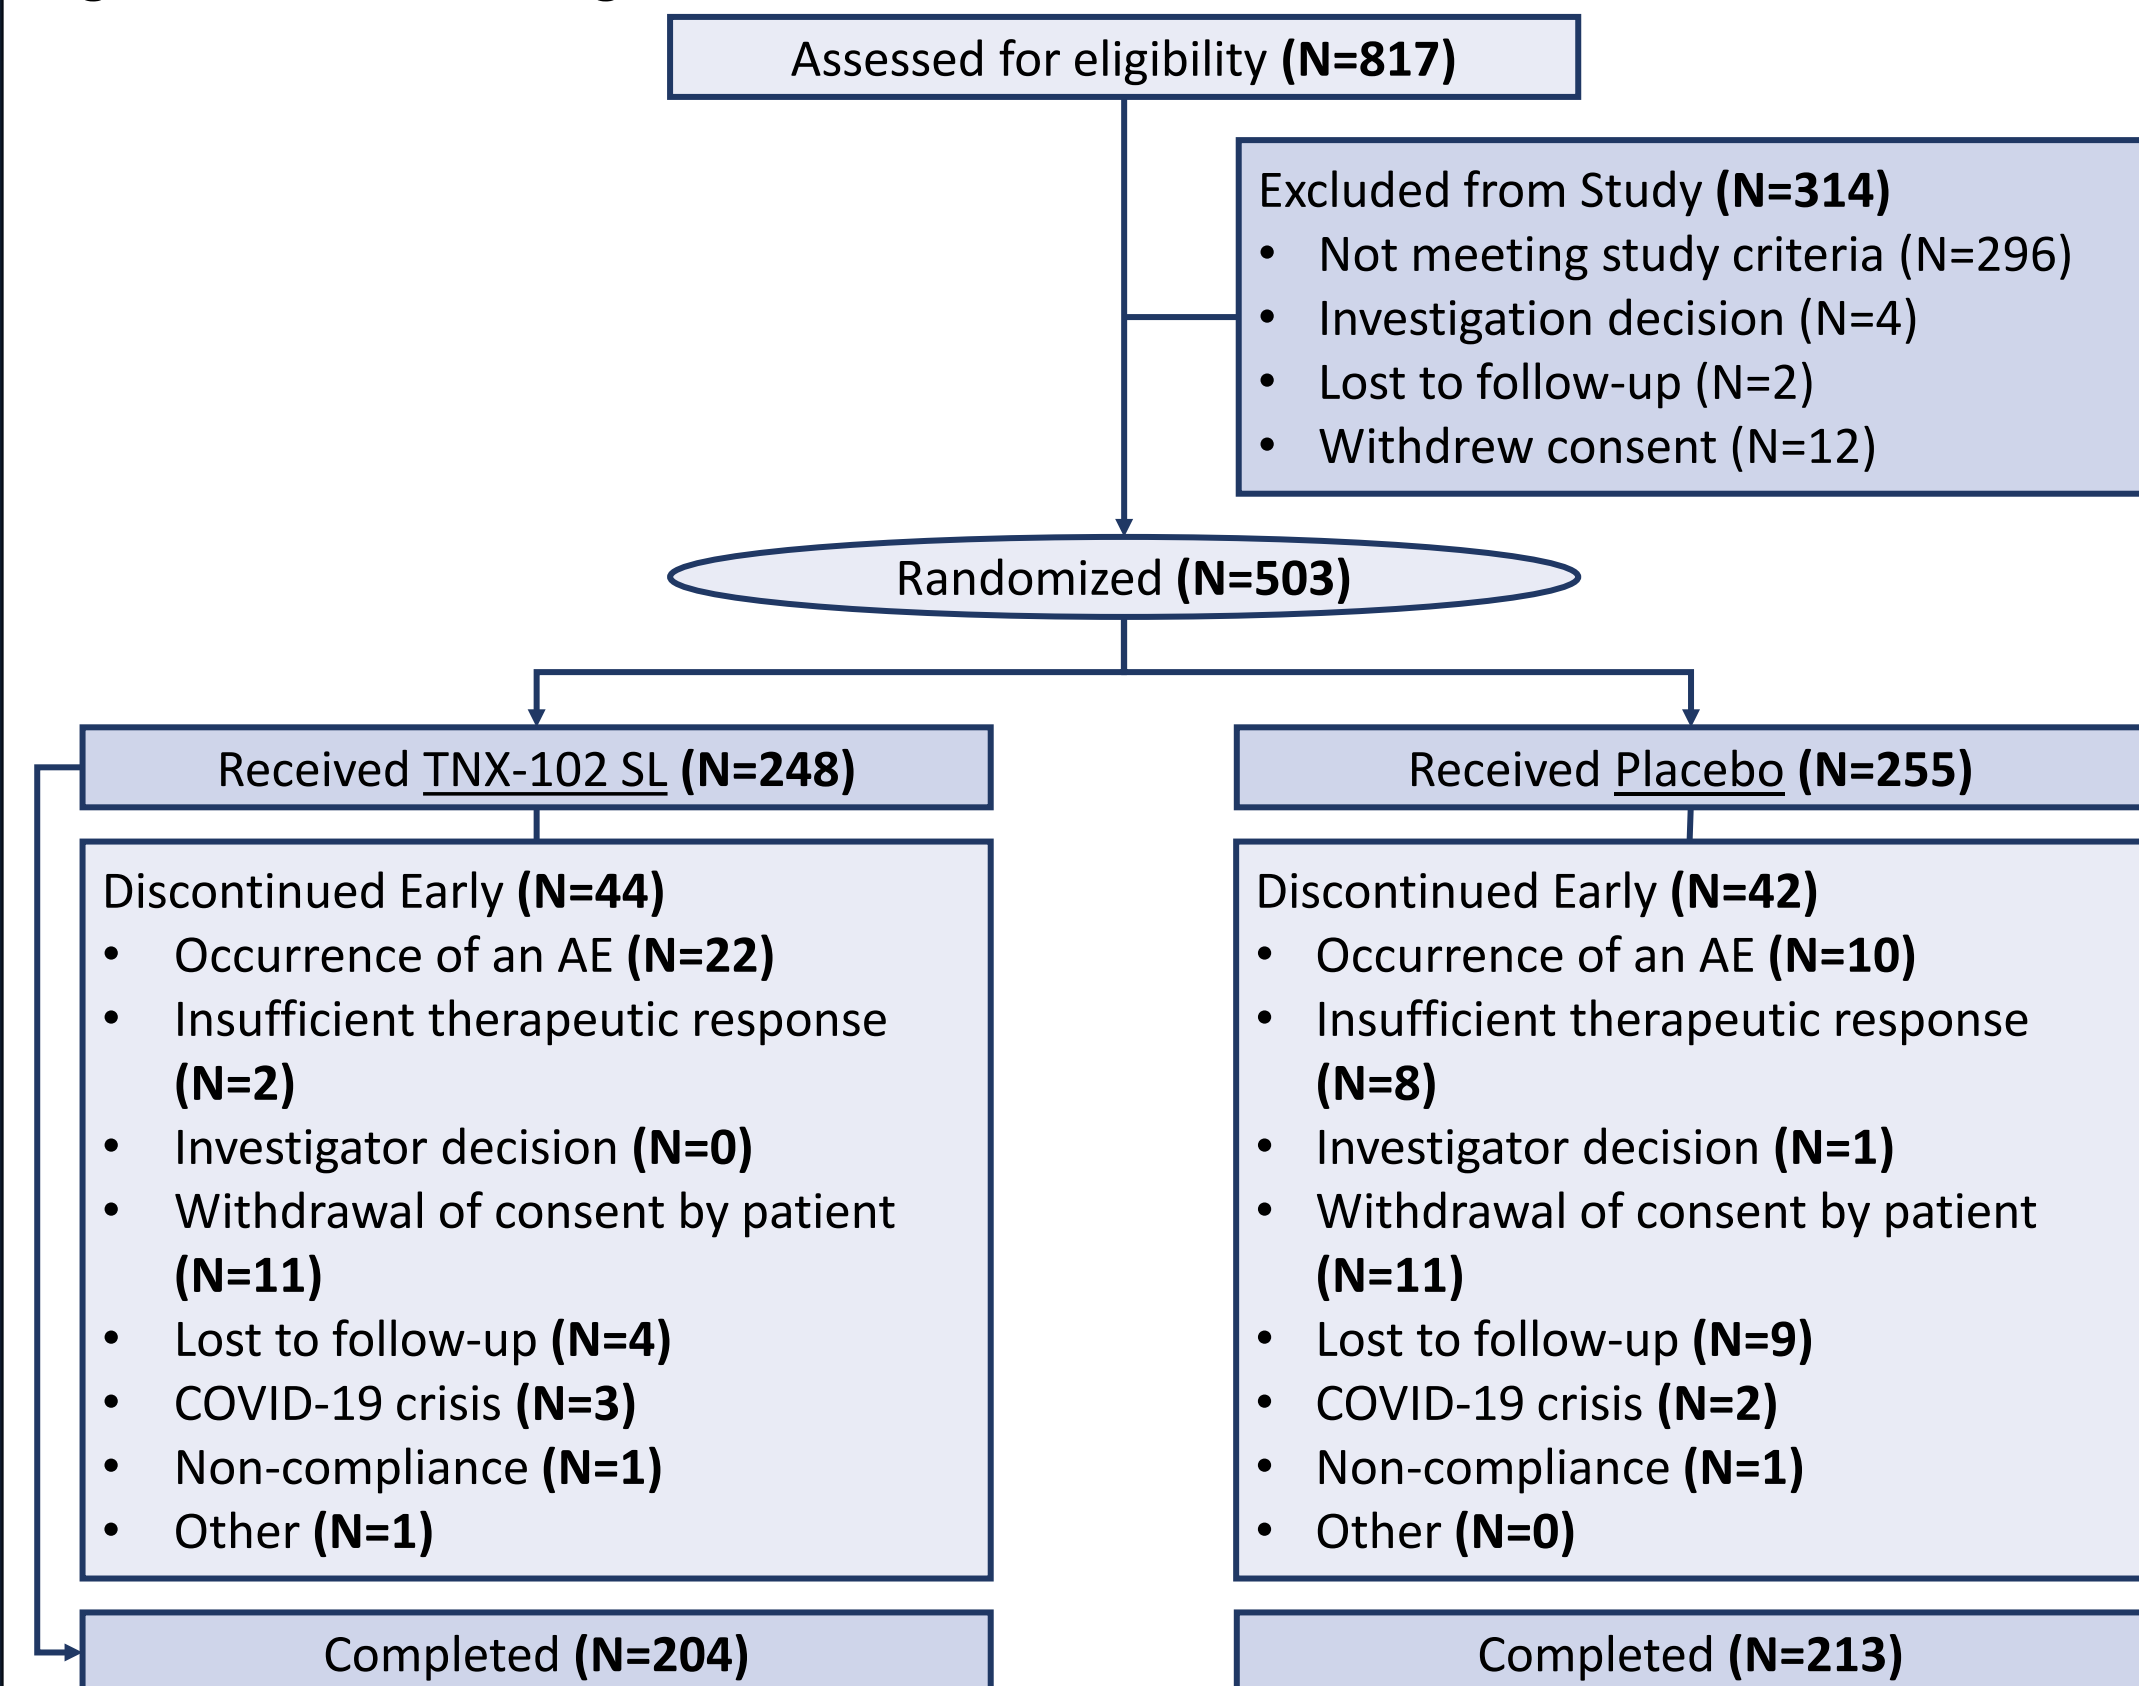 Assessed for eligibility (N=817)
Excluded from Study (N=314)
• Not meeting study criteria (N=296)
• Investigation decision (N=4)
• Lost to follow-up (N=2)
• Withdrew consent (N=12)
Randomized (N=503)
Received TNX-102 SL (N=248)
Discontinued Early (N=44)
• Occurrence of an AE (N=22)
• Insufficient therapeutic response
(N=2)
• Investigator decision (N=0)
• Withdrawal of consent by patient
(N=11)
• Lost to follow-up (N=4)
• COVID-19 crisis (N=3)
• Non-compliance (N=1)
• Other (N=1)
Completed (N=204)
Received Placebo (N=255)
Discontinued Early (N=42)
• Occurrence of an AE (N=10)
• Insufficient therapeutic response
(N=8)
• Investigator decision (N=1)
• Withdrawal of consent by patient
(N=11)
• Lost to follow-up (N=9)
• COVID-19 crisis (N=2)
• Non-compliance (N=1)
• Other (N=0)
Completed (N=213)